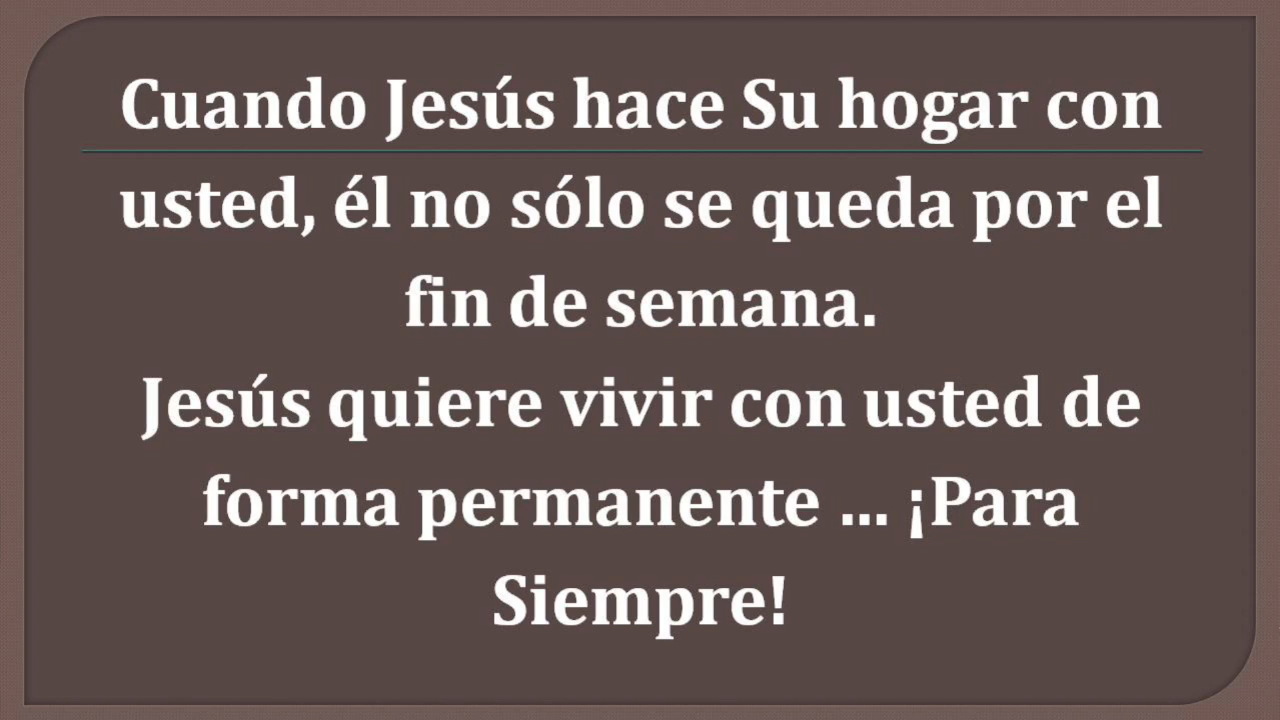 Cuando Jesús hace Su hogar con
usted, él no sólo se queda por el
fin de semana.
Jesús quiere vivir con usted de
forma permanente ... ¡Para
Siempre!